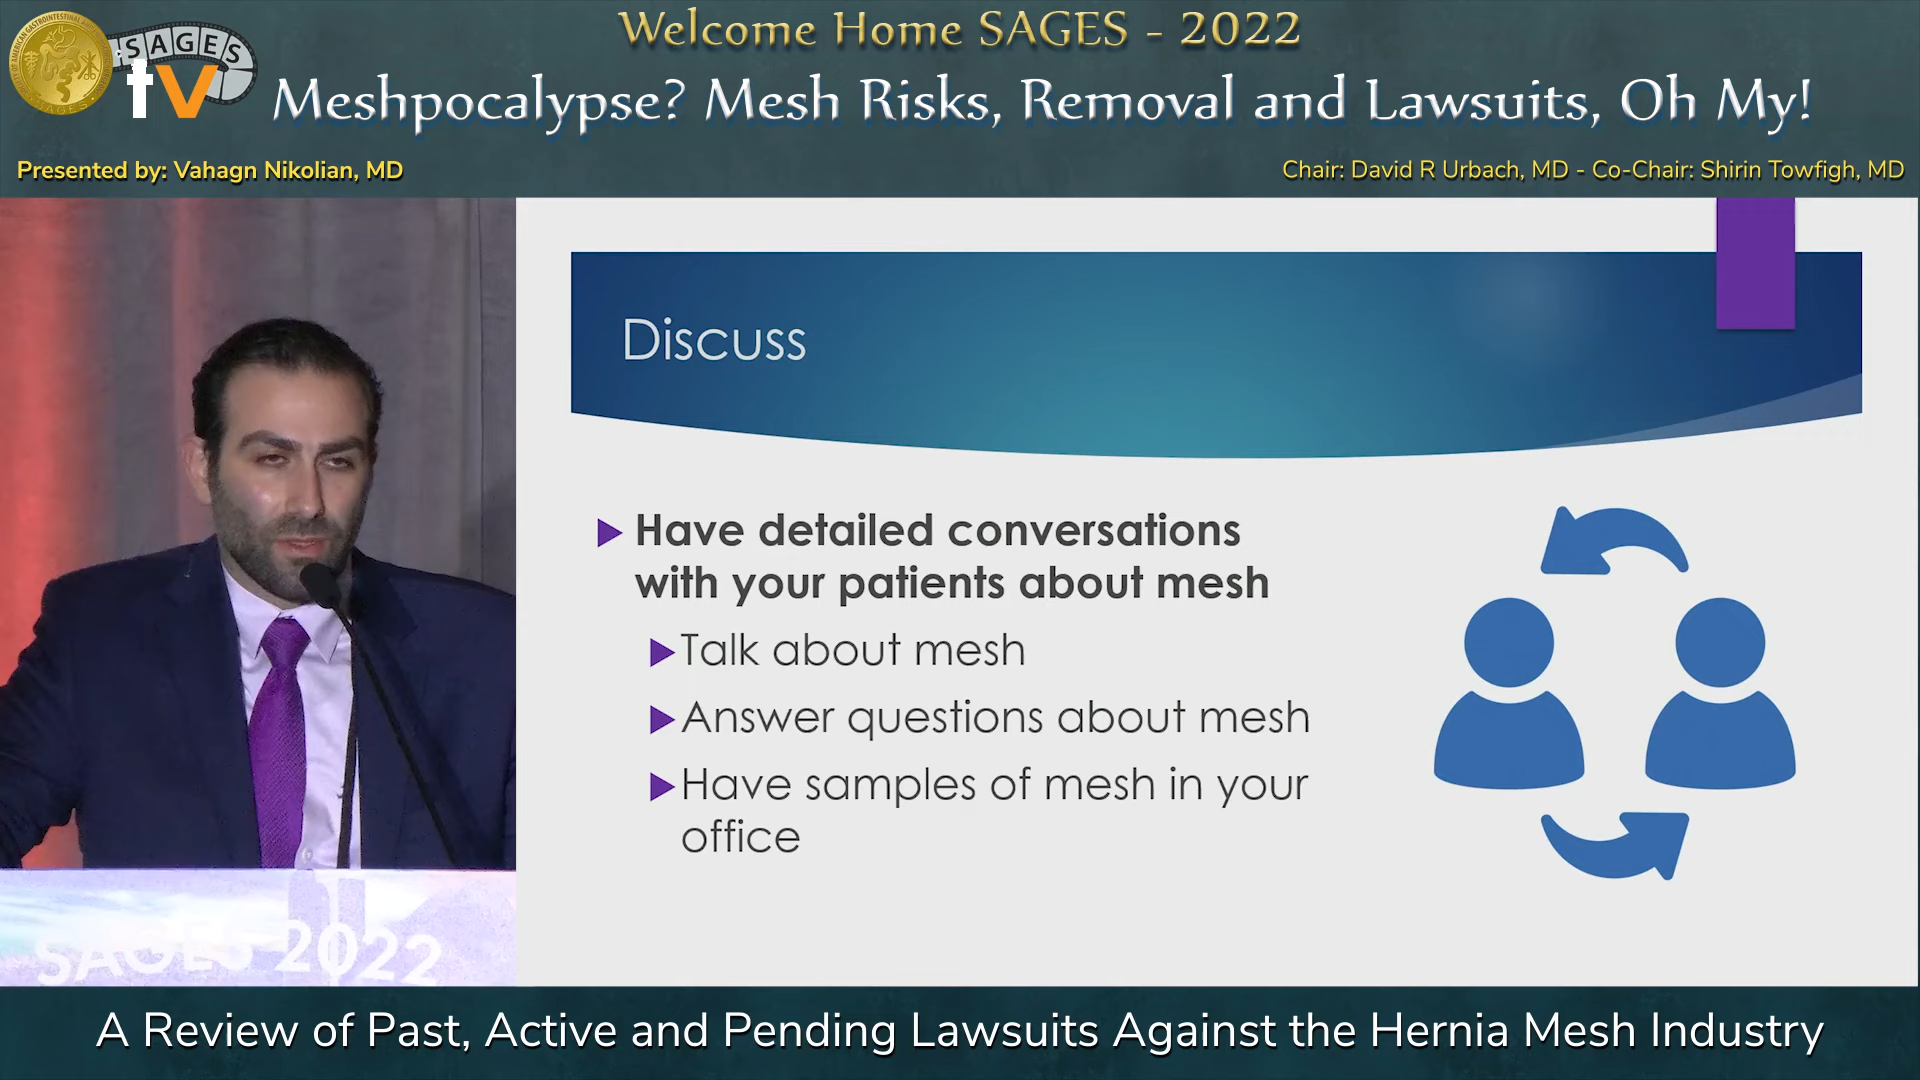 SAGES
tv
Welcome Home SAGES - 2022
Meshpocalypse? Mesh Risks, Removal and Lawsuits, Oh My!
Presented by: Vahagn Nikolian, MD
Chair: David R Urbach, MD - Co-Chair: Shirin Towfigh, MD
Discuss
Have detailed conversations
with your patients about mesh
Talk about mesh
Answer questions about mesh
Have samples of mesh in your
office
SAGES 2022
A Review of Past, Active and Pending Lawsuits Against the Hernia Mesh Industry